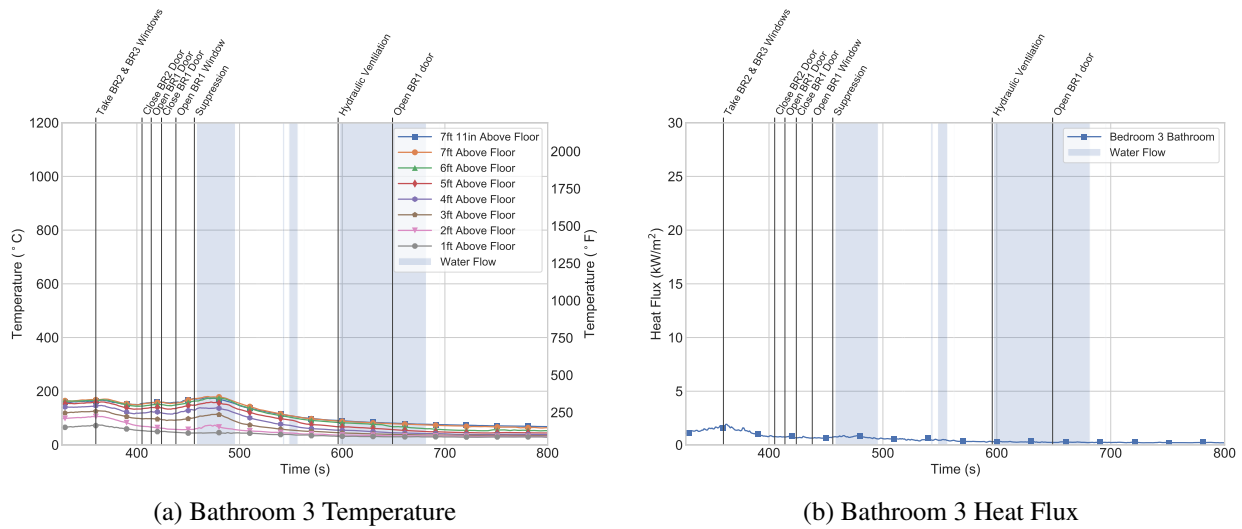 Take BR2 & BR3 Windows
Close BR2 Door
Open BR1 Door
Close BR1 Door
Open BR1 Window
Suppression
Hydraulic Ventilation
Open BR1 door
1200
1000
800
600
400
200
0
Temperature (°C)
2000
1750
1500
1250
1000
750
500
250
Temperature (°F)
7ft 11in Above Floor
7ft Above Floor
6ft Above Floor
5ft Above Floor
4ft Above Floor
3ft Above Floor
2ft Above Floor
1ft Above Floor
Water Flow
400 500 600 700 800
Time (s)
(a) Bathroom 3 Temperature
Take BR2 & BR3 Windows
Close BR2 Door
Open BR1 Door
Close BR1 Door
Open BR1 Window
Suppression
Hydraulic Ventilation
Open BR1 door
30
25
20
15
10
5
0
Heat Flux (kW/m²)
Bedroom 3 Bathroom
Water Flow
400 500 600 700 800
Time (s)
(b) Bathroom 3 Heat Flux